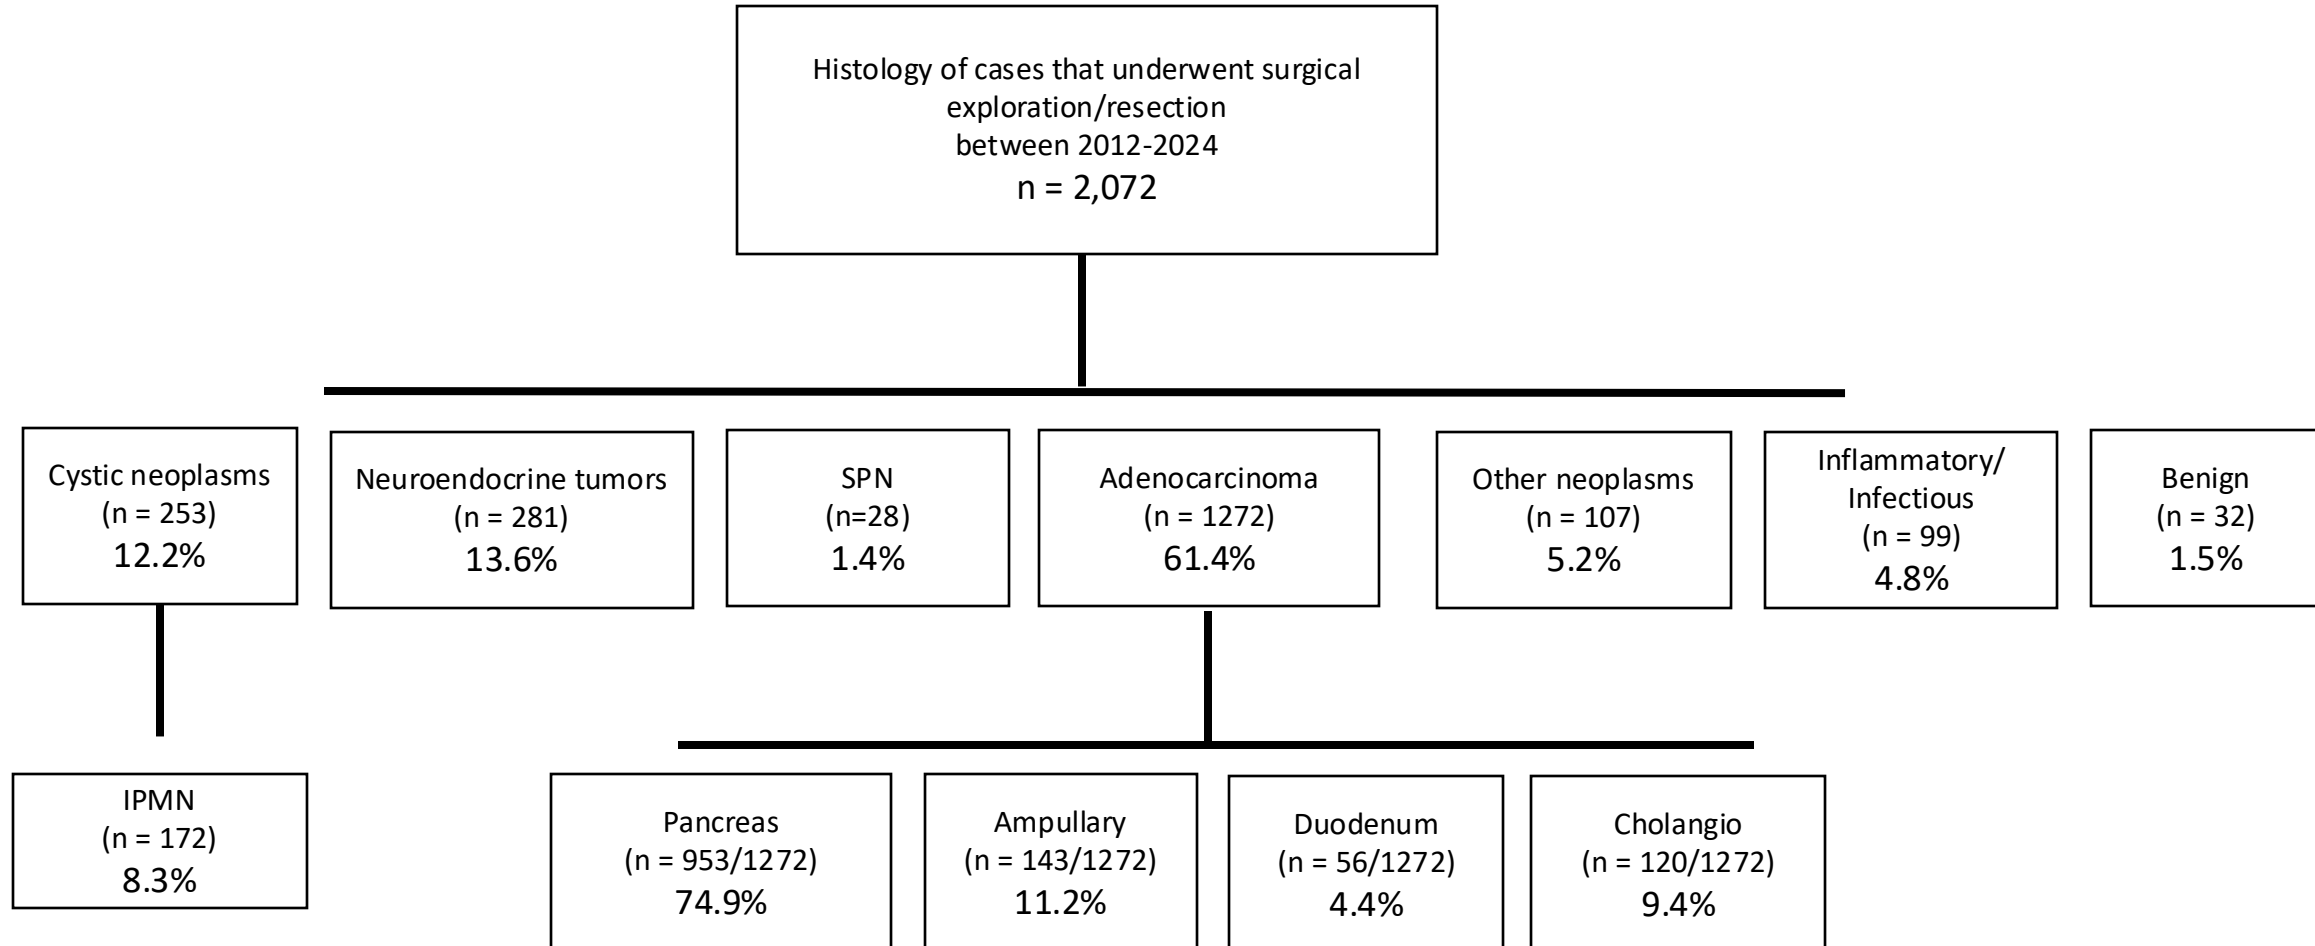 Histology of cases that underwent surgical
exploration/resection
between 2012-2024
n = 2,072
Cystic neoplasms
(n = 253)
12.2%
Neuroendocrine tumors
(n = 281)
13.6%
SPN
(n=28)
1.4%
Adenocarcinoma
(n = 1272)
61.4%
Other neoplasms
(n = 107)
5.2%
Inflammatory/
Infectious
(n = 99)
4.8%
Benign
(n = 32)
1.5%
IPMN
(n = 172)
8.3%
Pancreas
(n = 953/1272)
74.9%
Ampullary
(n = 143/1272)
11.2%
Duodenum
(n = 56/1272)
4.4%
Cholangio
(n = 120/1272)
9.4%